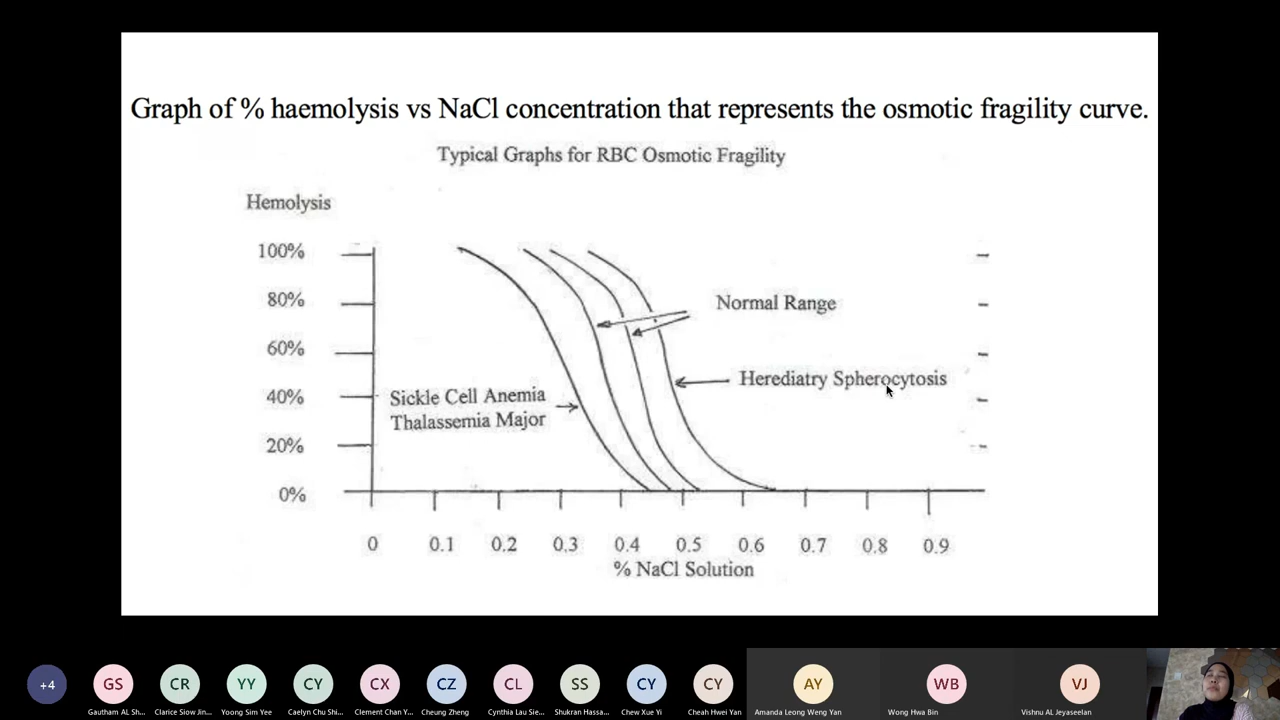 Graph of % haemolysis vs NaCl concentration that represents the osmotic fragility curve.
Typical Graphs for RBC Osmotic Fragility
Hemolysis
100%
80%
60%
40%
20%
0%
Normal Range
Herediatry Spherocytosis
Sickle Cell Anemia
Thalassemia Major
0 0.1 0.2 0.3 0.4 0.5 0.6 0.7 0.8 0.9
% NaCl Solution
+4 GS CR YY CY CX CZ CL SS CY CY AY WB VJ
Gautham AL Sh... Clarice Siow Jin... Yoong Sim Yee Caelyn Chu Shi... Clement Chan Y... Cheung Zheng Cynthia Lau Sie... Shukran Hassa... Chew Xue Yi Cheah Hwei Yan Amanda Leong Weng Yan Wong Hwa Bin Vishnu AL Jeyaseelan